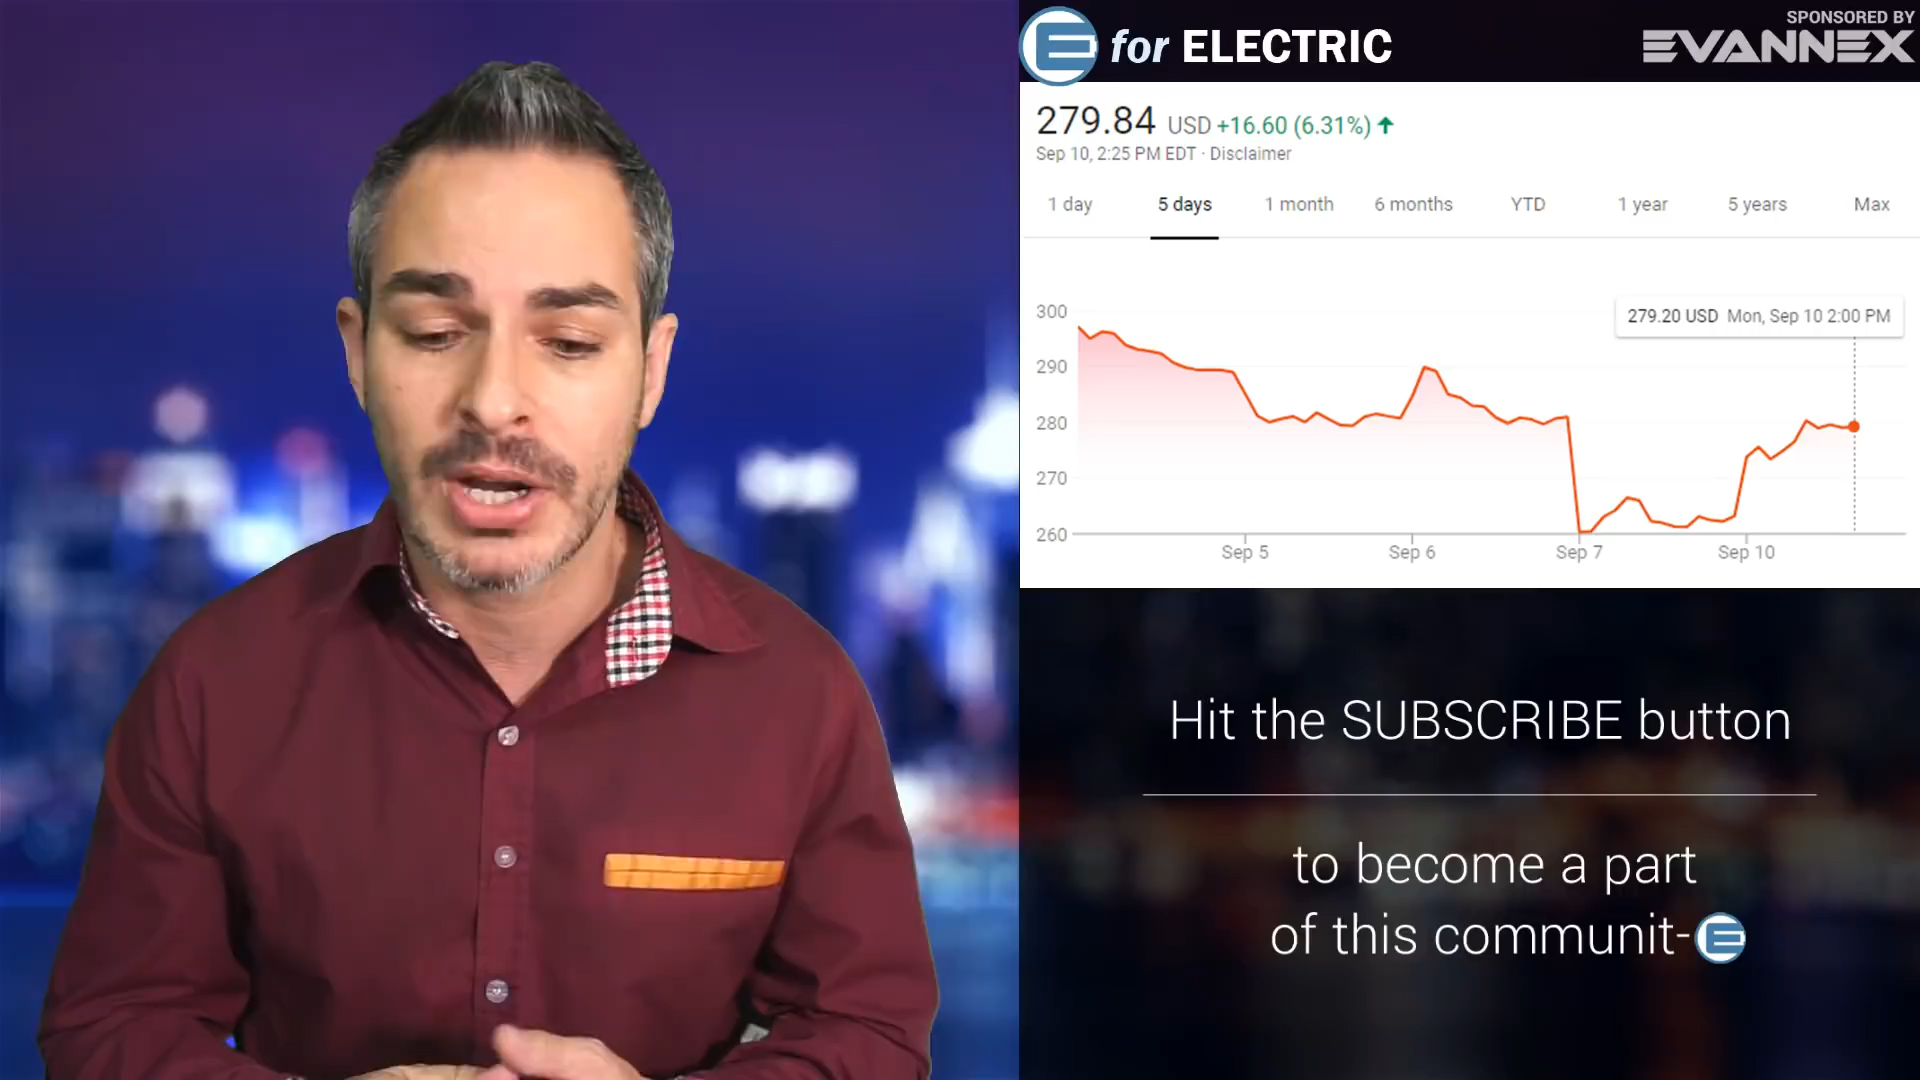 E for ELECTRIC
SPONSORED BY
EVANNEX
279.84 USD +16.60 (6.31%)
Sep 10, 2:25 PM EDT · Disclaimer
1 day 5 days 1 month 6 months YTD 1 year 5 years Max
279.20 USD Mon, Sep 10 2:00 PM
300
290
280
270
260
Sep 5 Sep 6 Sep 7 Sep 10
Hit the SUBSCRIBE button
to become a part
of this communit-E